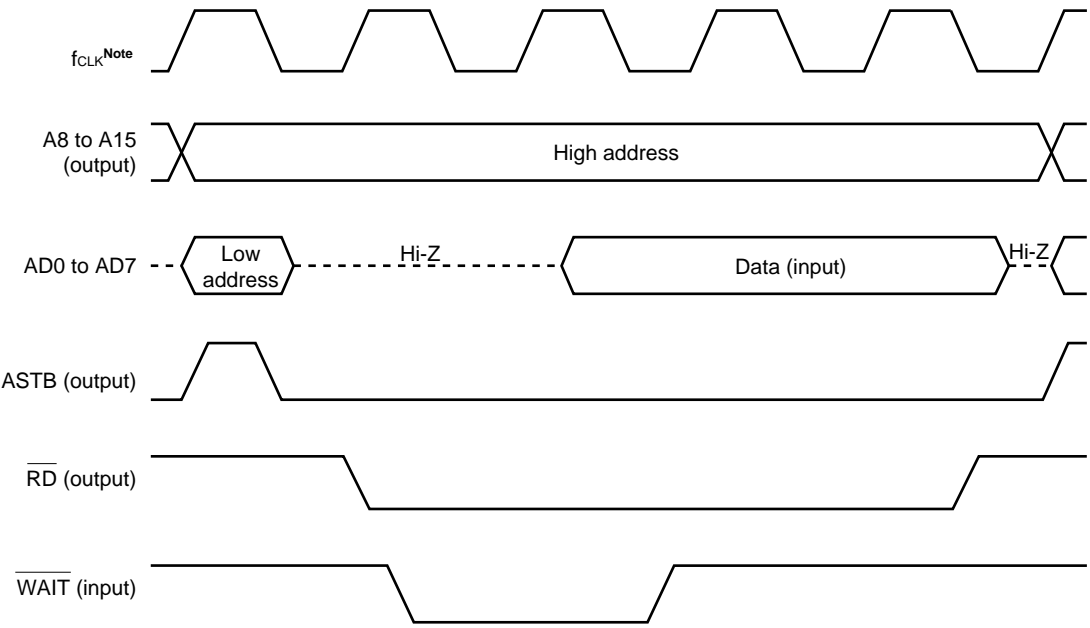 fCLKNote
A8 to A15
(output)
High address
AD0 to AD7
Low
address
Hi-Z
Data (input)
Hi-Z
ASTB (output)
RD (output)
WAIT (input)